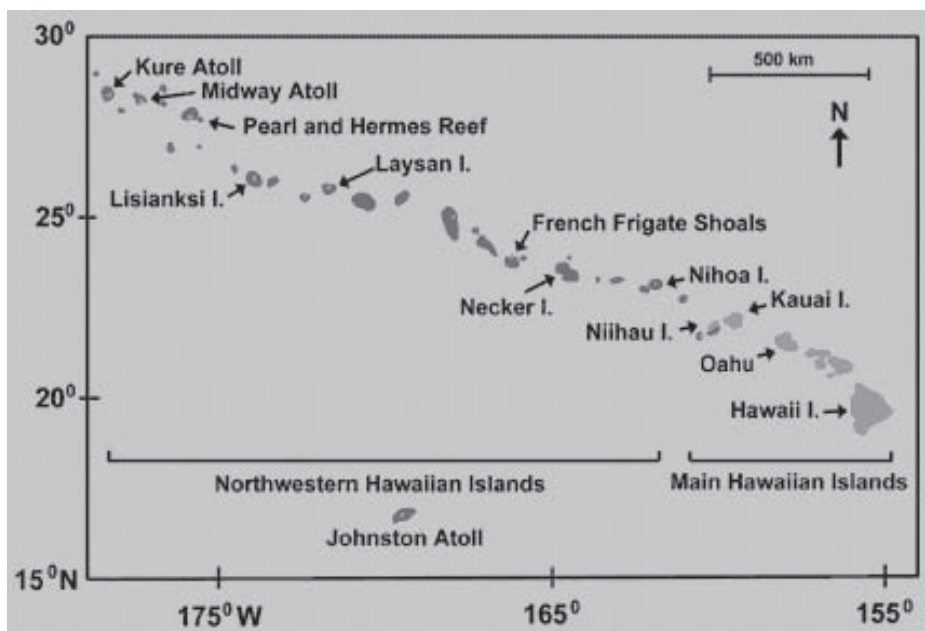 30⁰
500 km
Kure Atoll
Midway Atoll
N
Pearl and Hermes Reef
Laysan I.
Lisianksi I.
25⁰
French Frigate Shoals
Nihoa I.
Necker I.
Kauai I.
Niihau I.
Oahu
20⁰
Hawaii I.
Northwestern Hawaiian Islands
Main Hawaiian Islands
Johnston Atoll
15⁰N
175⁰ W
165⁰
155⁰